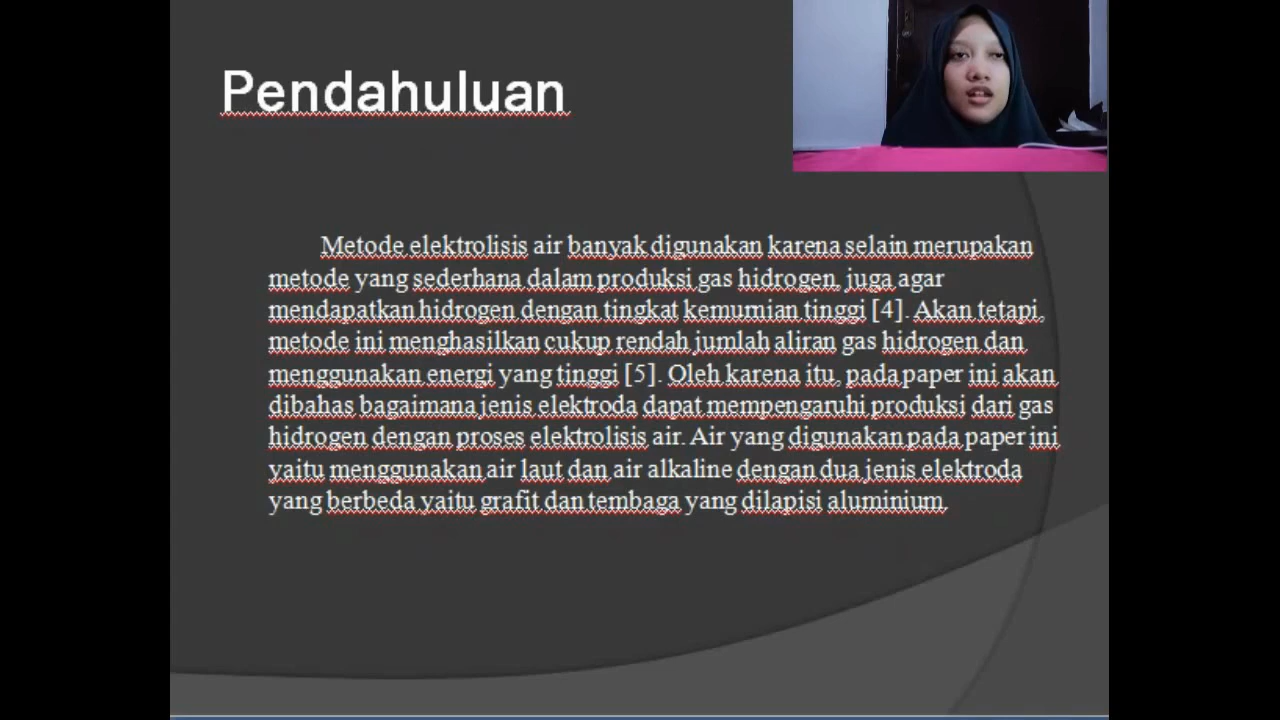 Pendahuluan
Metode elektrolisis air banyak digunakan karena selain merupakan
metode yang sederhana dalam produksi gas hidrogen, juga agar
mendapatkan hidrogen dengan tingkat kemurnian tinggi [4]. Akan tetapi,
metode ini menghasilkan cukup rendah jumlah aliran gas hidrogen dan
menggunakan energi yang tinggi [5]. Oleh karena itu, pada paper ini akan
dibahas bagaimana jenis elektroda dapat mempengaruhi produksi dari gas
hidrogen dengan proses elektrolisis air. Air yang digunakan pada paper ini
yaitu menggunakan air laut dan air alkaline dengan dua jenis elektroda
yang berbeda yaitu grafit dan tembaga yang dilapisi aluminium.